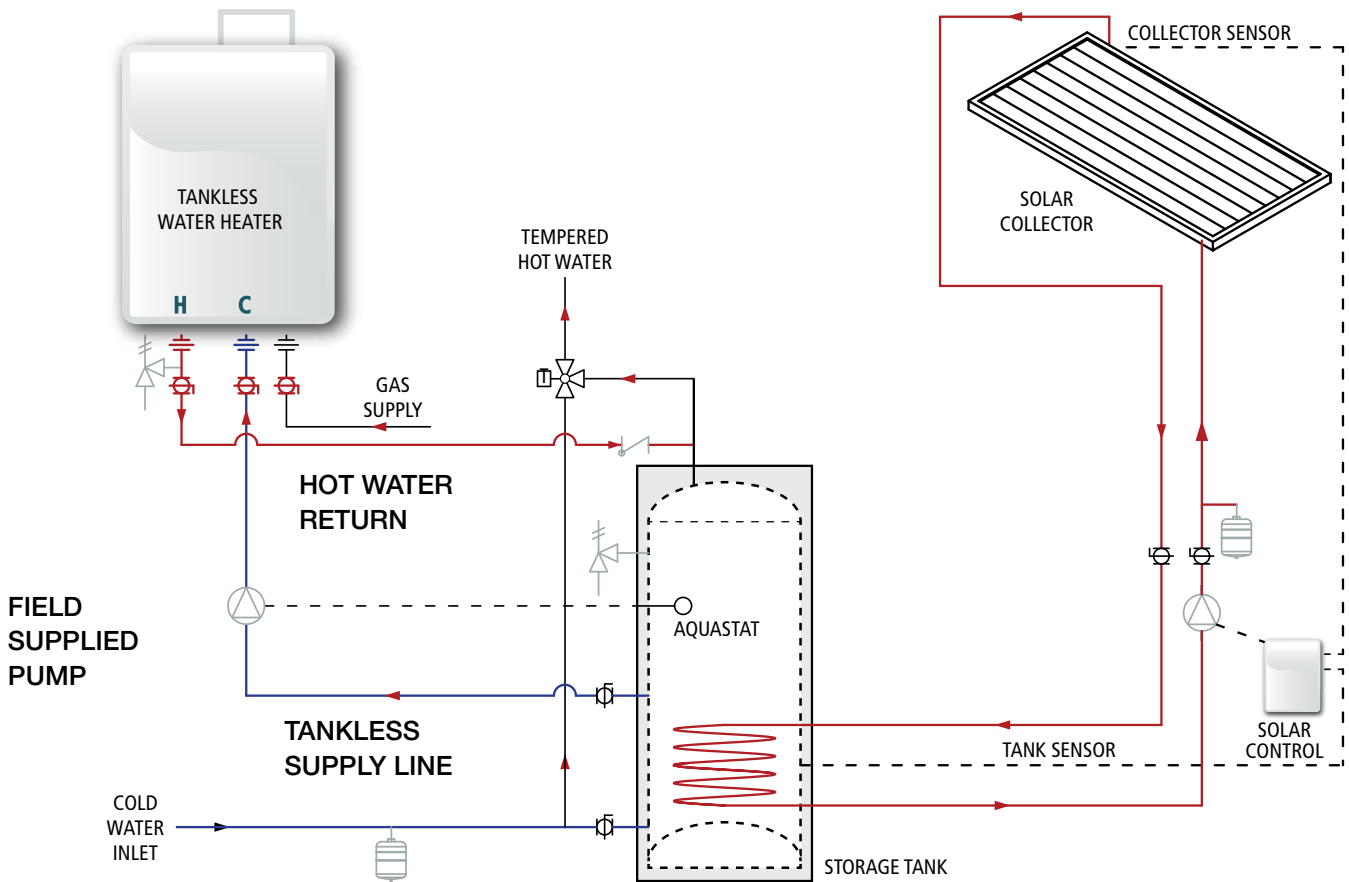 COLLECTOR SENSOR
TANKLESS
WATER HEATER
SOLAR
COLLECTOR
TEMPERED
HOT WATER
H
C
GAS
SUPPLY
HOT WATER
RETURN
FIELD
SUPPLIED
PUMP
AQUASTAT
TANKLESS
SUPPLY LINE
TANK SENSOR
SOLAR
CONTROL
COLD
WATER
INLET
STORAGE TANK